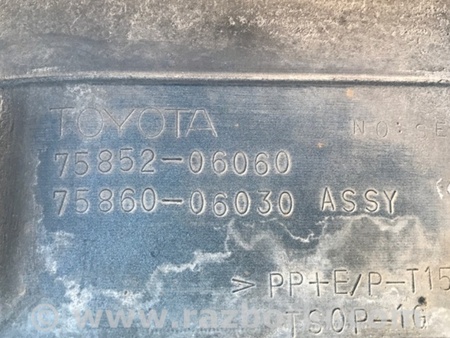 TOYOTA
75852-06060
75860-06030 ASSY
>PP+E/P-T15
TSOP-1G